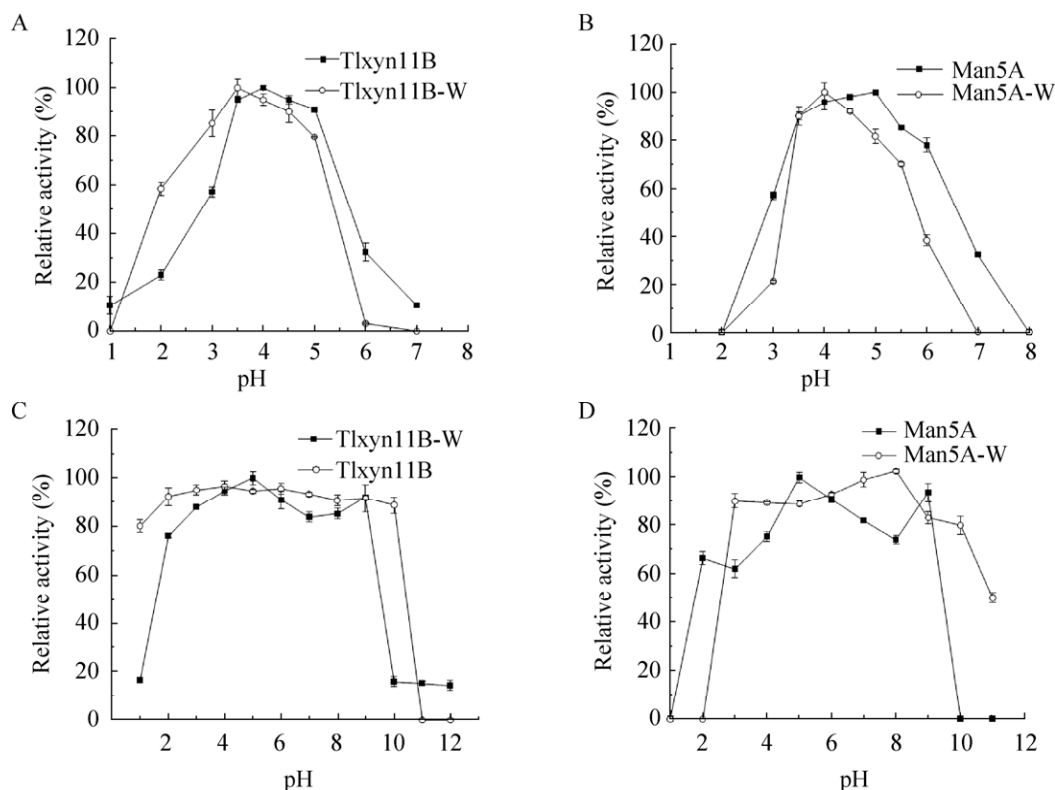 A
120
100
80
60
40
20
0
Relative activity (%)
Tlxyn11B
Tlxyn11B-W
1 2 3 4 5 6 7 8
pH
B
120
100
80
60
40
20
0
Relative activity (%)
Man5A
Man5A-W
1 2 3 4 5 6 7 8
pH
C
120
100
80
60
40
20
0
Relative activity (%)
Tlxyn11B-W
Tlxyn11B
2 4 6 8 10 12
pH
D
120
100
80
60
40
20
0
Relative activity (%)
Man5A
Man5A-W
2 4 6 8 10 12
pH